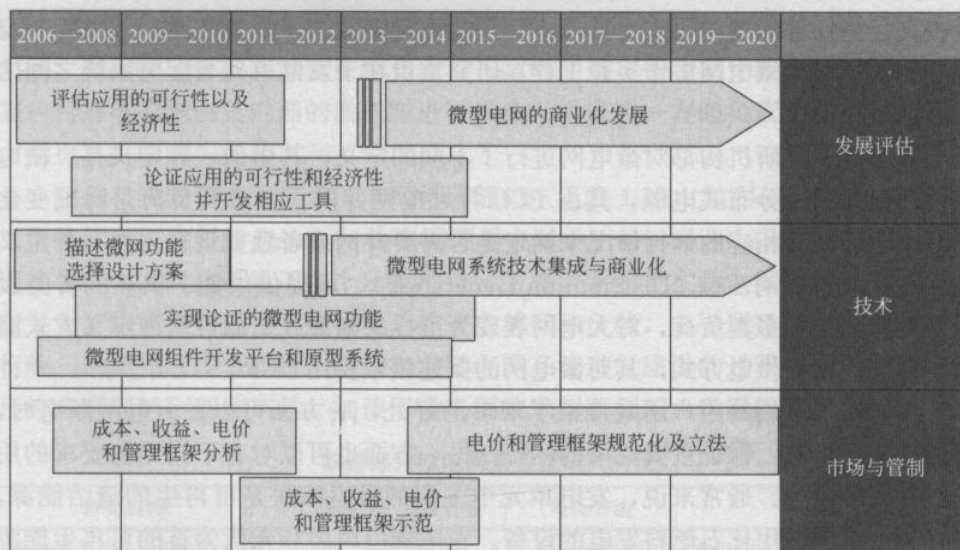 2006—2008 2009—2010 2011—2012 2013—2014 2015—2016 2017—2018 2019—2020
评估应用的可行性以及
经济性
微型电网的商业化发展
发展评估
论证应用的可行性和经济性
并开发相应工具
描述微网功能
选择设计方案
微型电网系统技术集成与商业化
技术
实现论证的微型电网功能
微型电网组件开发平台和原型系统
成本、收益、电价
和管理框架分析
电价和管理框架规范化及立法
市场与管制
成本、收益、电价
和管理框架示范